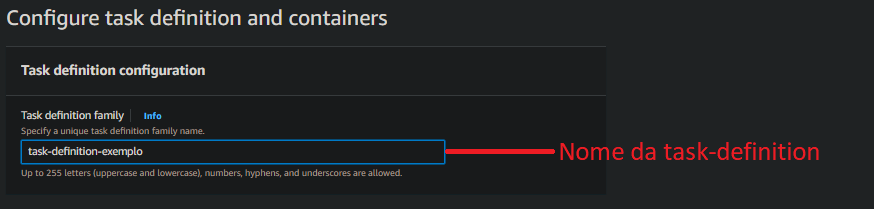 Configure task definition and containers
Task definition configuration
Task definition family
Info
Specify a unique task definition family name.
task-definition-exemplo
Nome da task-definition
Up to 255 letters (uppercase and lowercase), numbers, hyphens, and underscores are allowed.